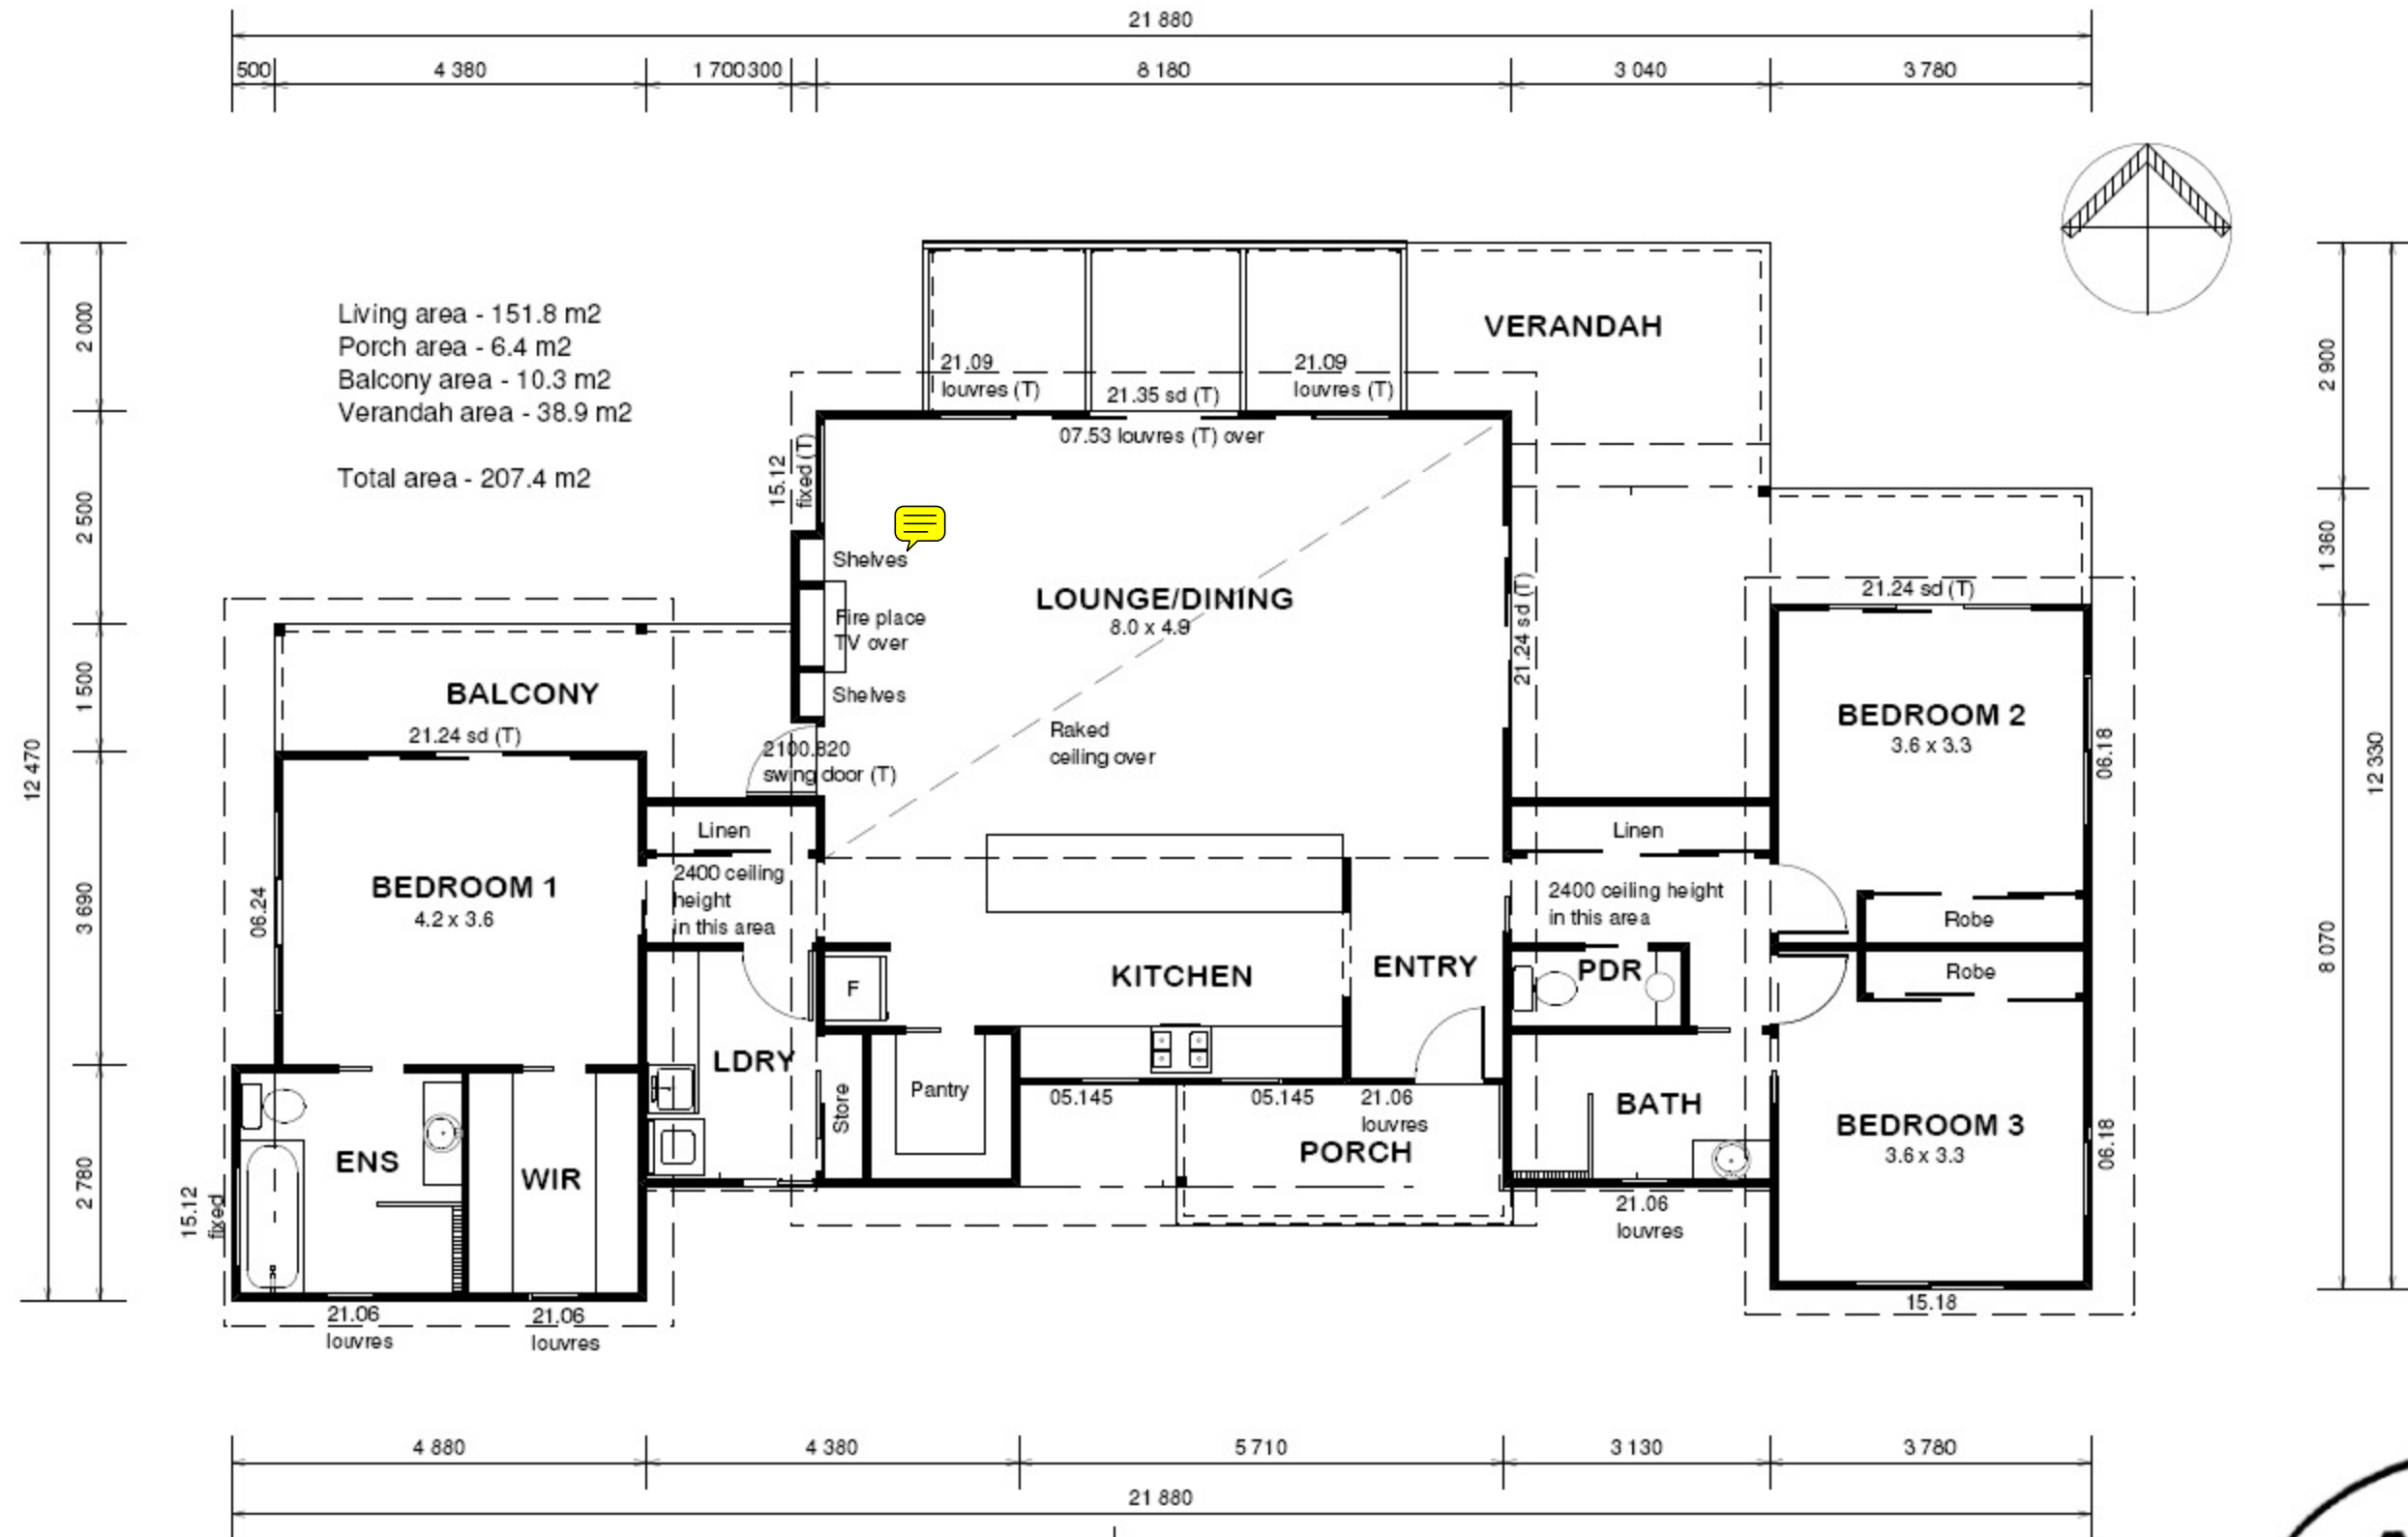 21 880
500
4 380
1 700
300
8 180
3 040
3 780
12 470
2 000
2 500
1 500
3 690
2 780
Living area - 151.8 m2
Porch area - 6.4 m2
Balcony area - 10.3 m2
Verandah area - 38.9 m2
Total area - 207.4 m2
VERANDAH
21.09
louvres (T)
21.35 sd (T)
21.09
louvres (T)
07.53 louvres (T) over
15.12
fixed (T)
Shelves
Fire place
TV over
Shelves
LOUNGE/DINING
8.0 x 4.9
Raked
ceiling over
21.24 sd (T)
21.24 sd (T)
BALCONY
21.24 sd (T)
2100.820
swing door (T)
BEDROOM 2
3.6 x 3.3
06.18
Linen
2400 ceiling
height
in this area
BEDROOM 1
4.2 x 3.6
06.24
Linen
2400 ceiling height
in this area
Robe
Robe
F
KITCHEN
ENTRY
PDR
LDRY
Store
Pantry
05.145
05.145
21.06
louvres
PORCH
BATH
BEDROOM 3
3.6 x 3.3
06.18
ENS
WIR
15.12
fixed
21.06
louvres
15.18
21.06
louvres
21.06
louvres
2 900
1 360
8 070
12 330
4 880
4 380
5 710
3 130
3 780
21 880